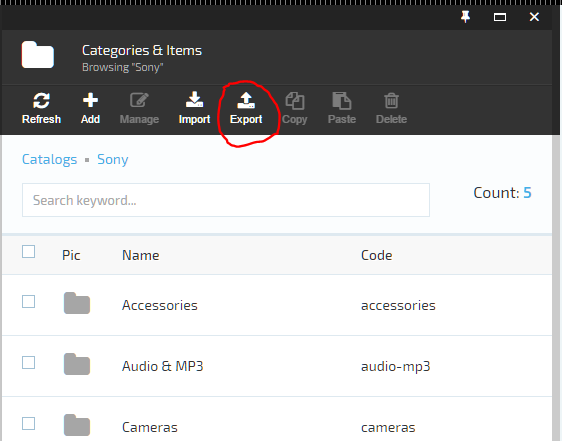 Categories & Items
Browsing "Sony"
Refresh Add Manage Import Export Copy Paste Delete
Catalogs ▪ Sony
Search keyword...
Count: 5
Pic Name Code
Accessories accessories
Audio & MP3 audio-mp3
Cameras cameras